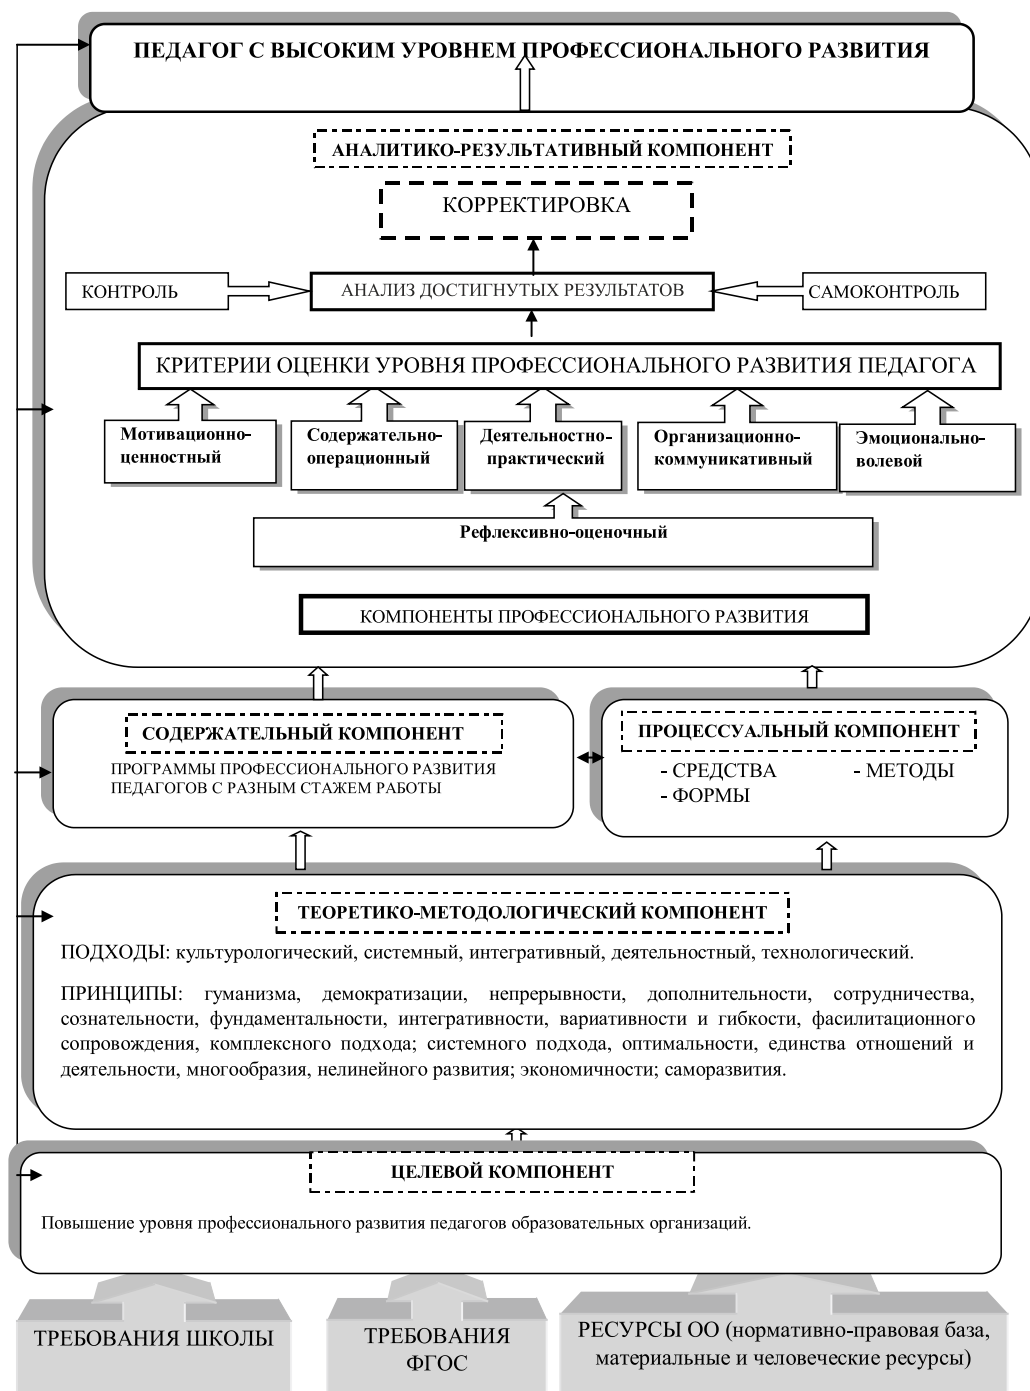 ПЕДАГОГ С ВЫСОКИМ УРОВНЕМ ПРОФЕССИОНАЛЬНОГО РАЗВИТИЯ
АНАЛИТИКО-РЕЗУЛЬТАТИВНЫЙ КОМПОНЕНТ
КОРРЕКТИРОВКА
КОНТРОЛЬ
АНАЛИЗ ДОСТИГНУТЫХ РЕЗУЛЬТАТОВ
САМОКОНТРОЛЬ
КРИТЕРИИ ОЦЕНКИ УРОВНЯ ПРОФЕССИОНАЛЬНОГО РАЗВИТИЯ ПЕДАГОГА
Мотивационно-
ценностный
Содержательно-
операционный
Деятельностно-
практический
Организационно-
коммуникативный
Эмоционально-
волевой
Рефлексивно-оценочный
КОМПОНЕНТЫ ПРОФЕССИОНАЛЬНОГО РАЗВИТИЯ
СОДЕРЖАТЕЛЬНЫЙ КОМПОНЕНТ
ПРОГРАММЫ ПРОФЕССИОНАЛЬНОГО РАЗВИТИЯ
ПЕДАГОГОВ С РАЗНЫМ СТАЖЕМ РАБОТЫ
ПРОЦЕССУАЛЬНЫЙ КОМПОНЕНТ
- СРЕДСТВА - МЕТОДЫ
- ФОРМЫ
ТЕОРЕТИКО-МЕТОДОЛОГИЧЕСКИЙ КОМПОНЕНТ
ПОДХОДЫ: культурологический, системный, интегративный, деятельностный, технологический.
ПРИНЦИПЫ: гуманизма, демократизации, непрерывности, дополнительности, сотрудничества,
сознательности, фундаментальности, интегративности, вариативности и гибкости, фасилитационного
сопровождения, комплексного подхода; системного подхода, оптимальности, единства отношений и
деятельности, многообразия, нелинейного развития; экономичности; саморазвития.
ЦЕЛЕВОЙ КОМПОНЕНТ
Повышение уровня профессионального развития педагогов образовательных организаций.
ТРЕБОВАНИЯ ШКОЛЫ
ТРЕБОВАНИЯ
ФГОС
РЕСУРСЫ ОО (нормативно-правовая база,
материальные и человеческие ресурсы)